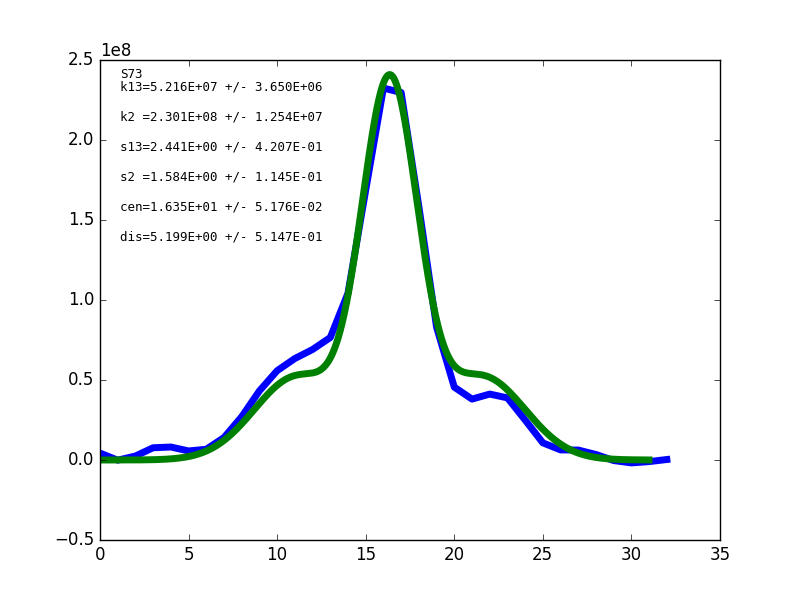 1e8
2.5
2.0
1.5
1.0
0.5
0.0
−0.5
S73
k13=5.216E+07 +/- 3.650E+06
k2 =2.301E+08 +/- 1.254E+07
s13=2.441E+00 +/- 4.207E-01
s2 =1.584E+00 +/- 1.145E-01
cen=1.635E+01 +/- 5.176E-02
dis=5.199E+00 +/- 5.147E-01
0 5 10 15 20 25 30 35